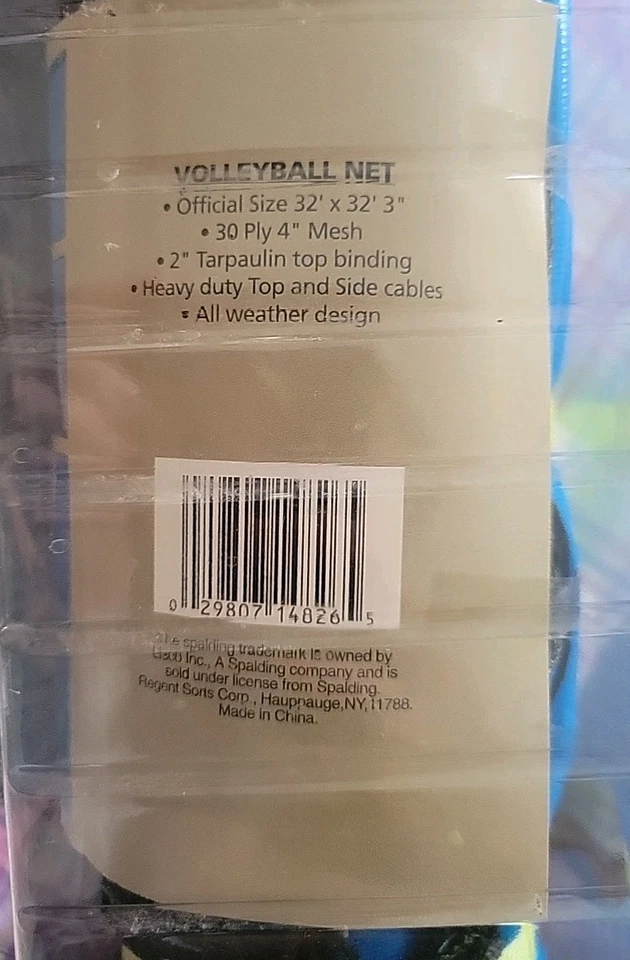 VOLLEYBALL NET
• Official Size 32' x 32' 3"
• 30 Ply 4" Mesh
• 2" Tarpaulin top binding
• Heavy duty Top and Side cables
• All weather design
0 29807 14826 5
The spalding trademark is owned by
Inc., A Spalding company and is
sold under license from Spalding.
Regent Sorts Corp , Hauppauge,NY,11788.
Made in China.